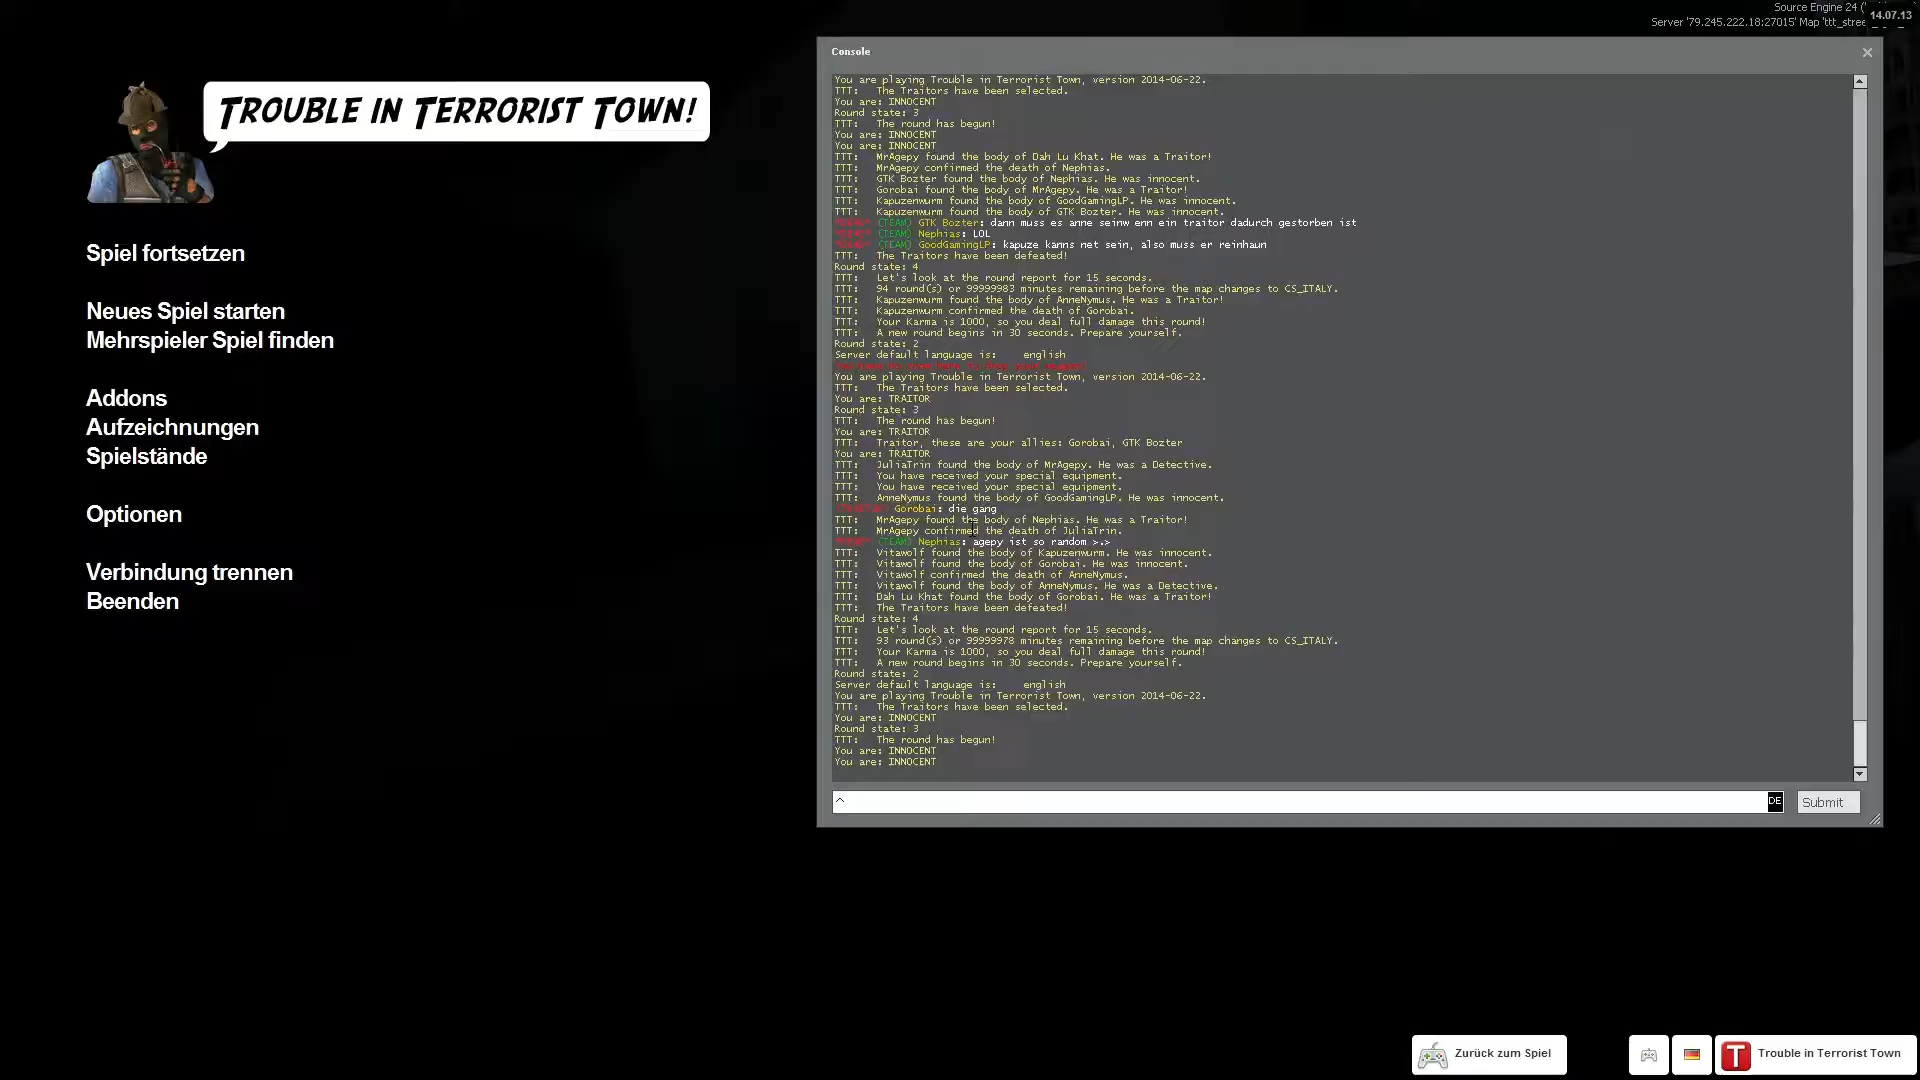 Source Engine 24 (
14.07.13
Server '79.245.222.18:27015' Map 'ttt_stree
Console
TROUBLE IN TERRORIST TOWN!
Spiel fortsetzen
Neues Spiel starten
Mehrspieler Spiel finden
Addons
Aufzeichnungen
Spielstände
Optionen
Verbindung trennen
Beenden
You are playing Trouble in Terrorist Town, version 2014-06-22.
TTT: The Traitors have been selected.
You are: INNOCENT
Round state: 3
TTT: The round has begun!
You are: INNOCENT
You are: INNOCENT
TTT: MrAgepy found the body of Dah Lu Khat. He was a Traitor!
TTT: MrAgepy confirmed the death of Nephias.
TTT: GTK Bozter found the body of Nephias. He was innocent.
TTT: Gorobai found the body of MrAgepy. He was a Traitor!
TTT: Kapuzenwurm found the body of GoodGamingLP. He was innocent.
TTT: Kapuzenwurm found the body of GTK Bozter. He was innocent.
*DEAD* (TEAM) GTK Bozter: dann muss es anne seinw enn ein traitor dadurch gestorben ist
*DEAD* (TEAM) Nephias: LOL
*DEAD* (TEAM) GoodGamingLP: kapuze kanns net sein, also muss er reinhaun
TTT: The Traitors have been defeated!
Round state: 4
TTT: Let's look at the round report for 15 seconds.
TTT: 94 round(s) or 99999983 minutes remaining before the map changes to CS_ITALY.
TTT: Kapuzenwurm found the body of AnneNymus. He was a Traitor!
TTT: Kapuzenwurm confirmed the death of Gorobai.
TTT: Your Karma is 1000, so you deal full damage this round!
TTT: A new round begins in 30 seconds. Prepare yourself.
Round state: 2
Server default language is: english
You are playing Trouble in Terrorist Town, version 2014-06-22.
TTT: The Traitors have been selected.
You are: TRAITOR
Round state: 3
TTT: The round has begun!
You are: TRAITOR
TTT: Traitor, these are your allies: Gorobai, GTK Bozter
You are: TRAITOR
TTT: JuliaTrin found the body of MrAgepy. He was a Detective.
TTT: You have received your special equipment.
TTT: You have received your special equipment.
TTT: AnneNymus found the body of GoodGamingLP. He was innocent.
(TRAITOR) Gorobai: die gang
TTT: MrAgepy found the body of Nephias. He was a Traitor!
TTT: MrAgepy confirmed the death of JuliaTrin.
*DEAD* (TEAM) Nephias: agepy ist so random >.>
TTT: Vitawolf found the body of Kapuzenwurm. He was innocent.
TTT: Vitawolf found the body of Gorobai. He was innocent.
TTT: Vitawolf confirmed the death of AnneNymus.
TTT: Vitawolf found the body of AnneNymus. He was a Detective.
TTT: Dah Lu Khat found the body of Gorobai. He was a Traitor!
TTT: The Traitors have been defeated!
Round state: 4
TTT: Let's look at the round report for 15 seconds.
TTT: 93 round(s) or 99999978 minutes remaining before the map changes to CS_ITALY.
TTT: Your Karma is 1000, so you deal full damage this round!
TTT: A new round begins in 30 seconds. Prepare yourself.
Round state: 2
Server default language is: english
You are playing Trouble in Terrorist Town, version 2014-06-22.
TTT: The Traitors have been selected.
You are: INNOCENT
Round state: 3
TTT: The round has begun!
You are: INNOCENT
You are: INNOCENT
^
DE
Submit
Zurück zum Spiel
T Trouble in Terrorist Town